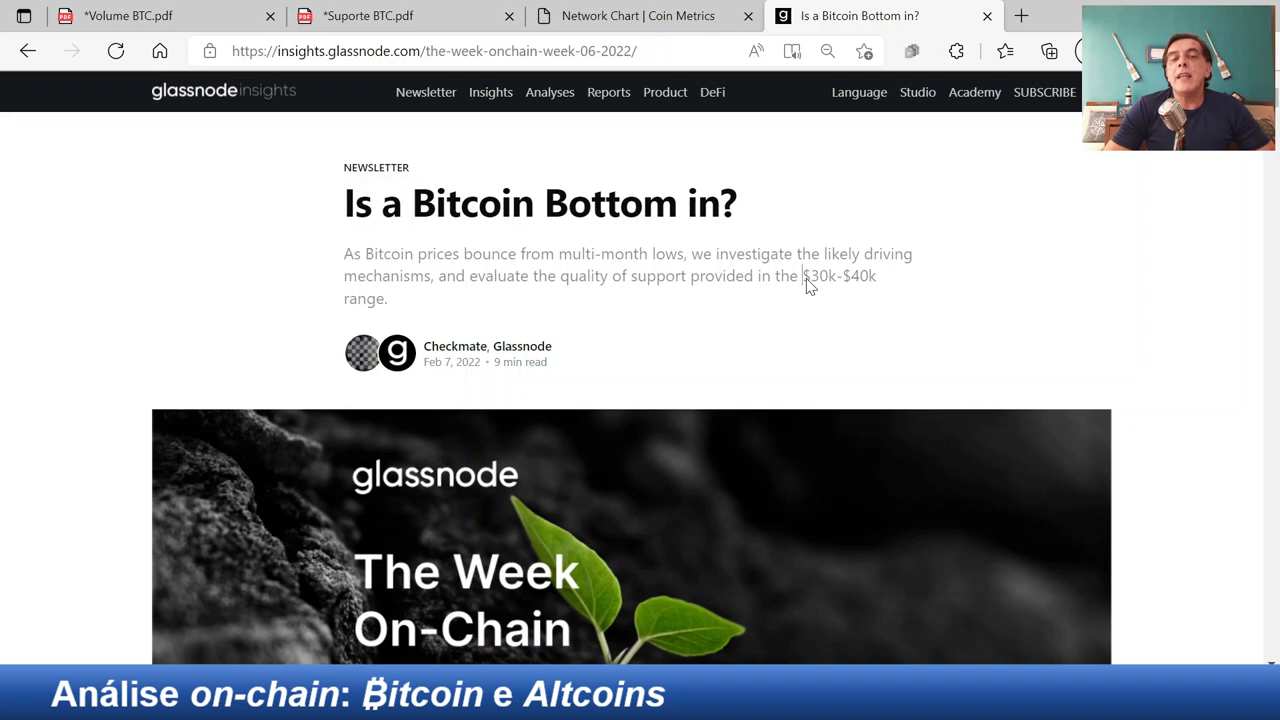 *Volume BTC.pdf
*Suporte BTC.pdf
Network Chart | Coin Metrics
Is a Bitcoin Bottom in?
https://insights.glassnode.com/the-week-onchain-week-06-2022/
glassnodeinsights
Newsletter Insights Analyses Reports Product DeFi
Language Studio Academy SUBSCRIBE
NEWSLETTER
Is a Bitcoin Bottom in?
As Bitcoin prices bounce from multi-month lows, we investigate the likely driving
mechanisms, and evaluate the quality of support provided in the $30k-$40k
range.
Checkmate, Glassnode
Feb 7, 2022 • 9 min read
glassnode
The Week
On-Chain
Análise on-chain: ₿itcoin e Altcoins